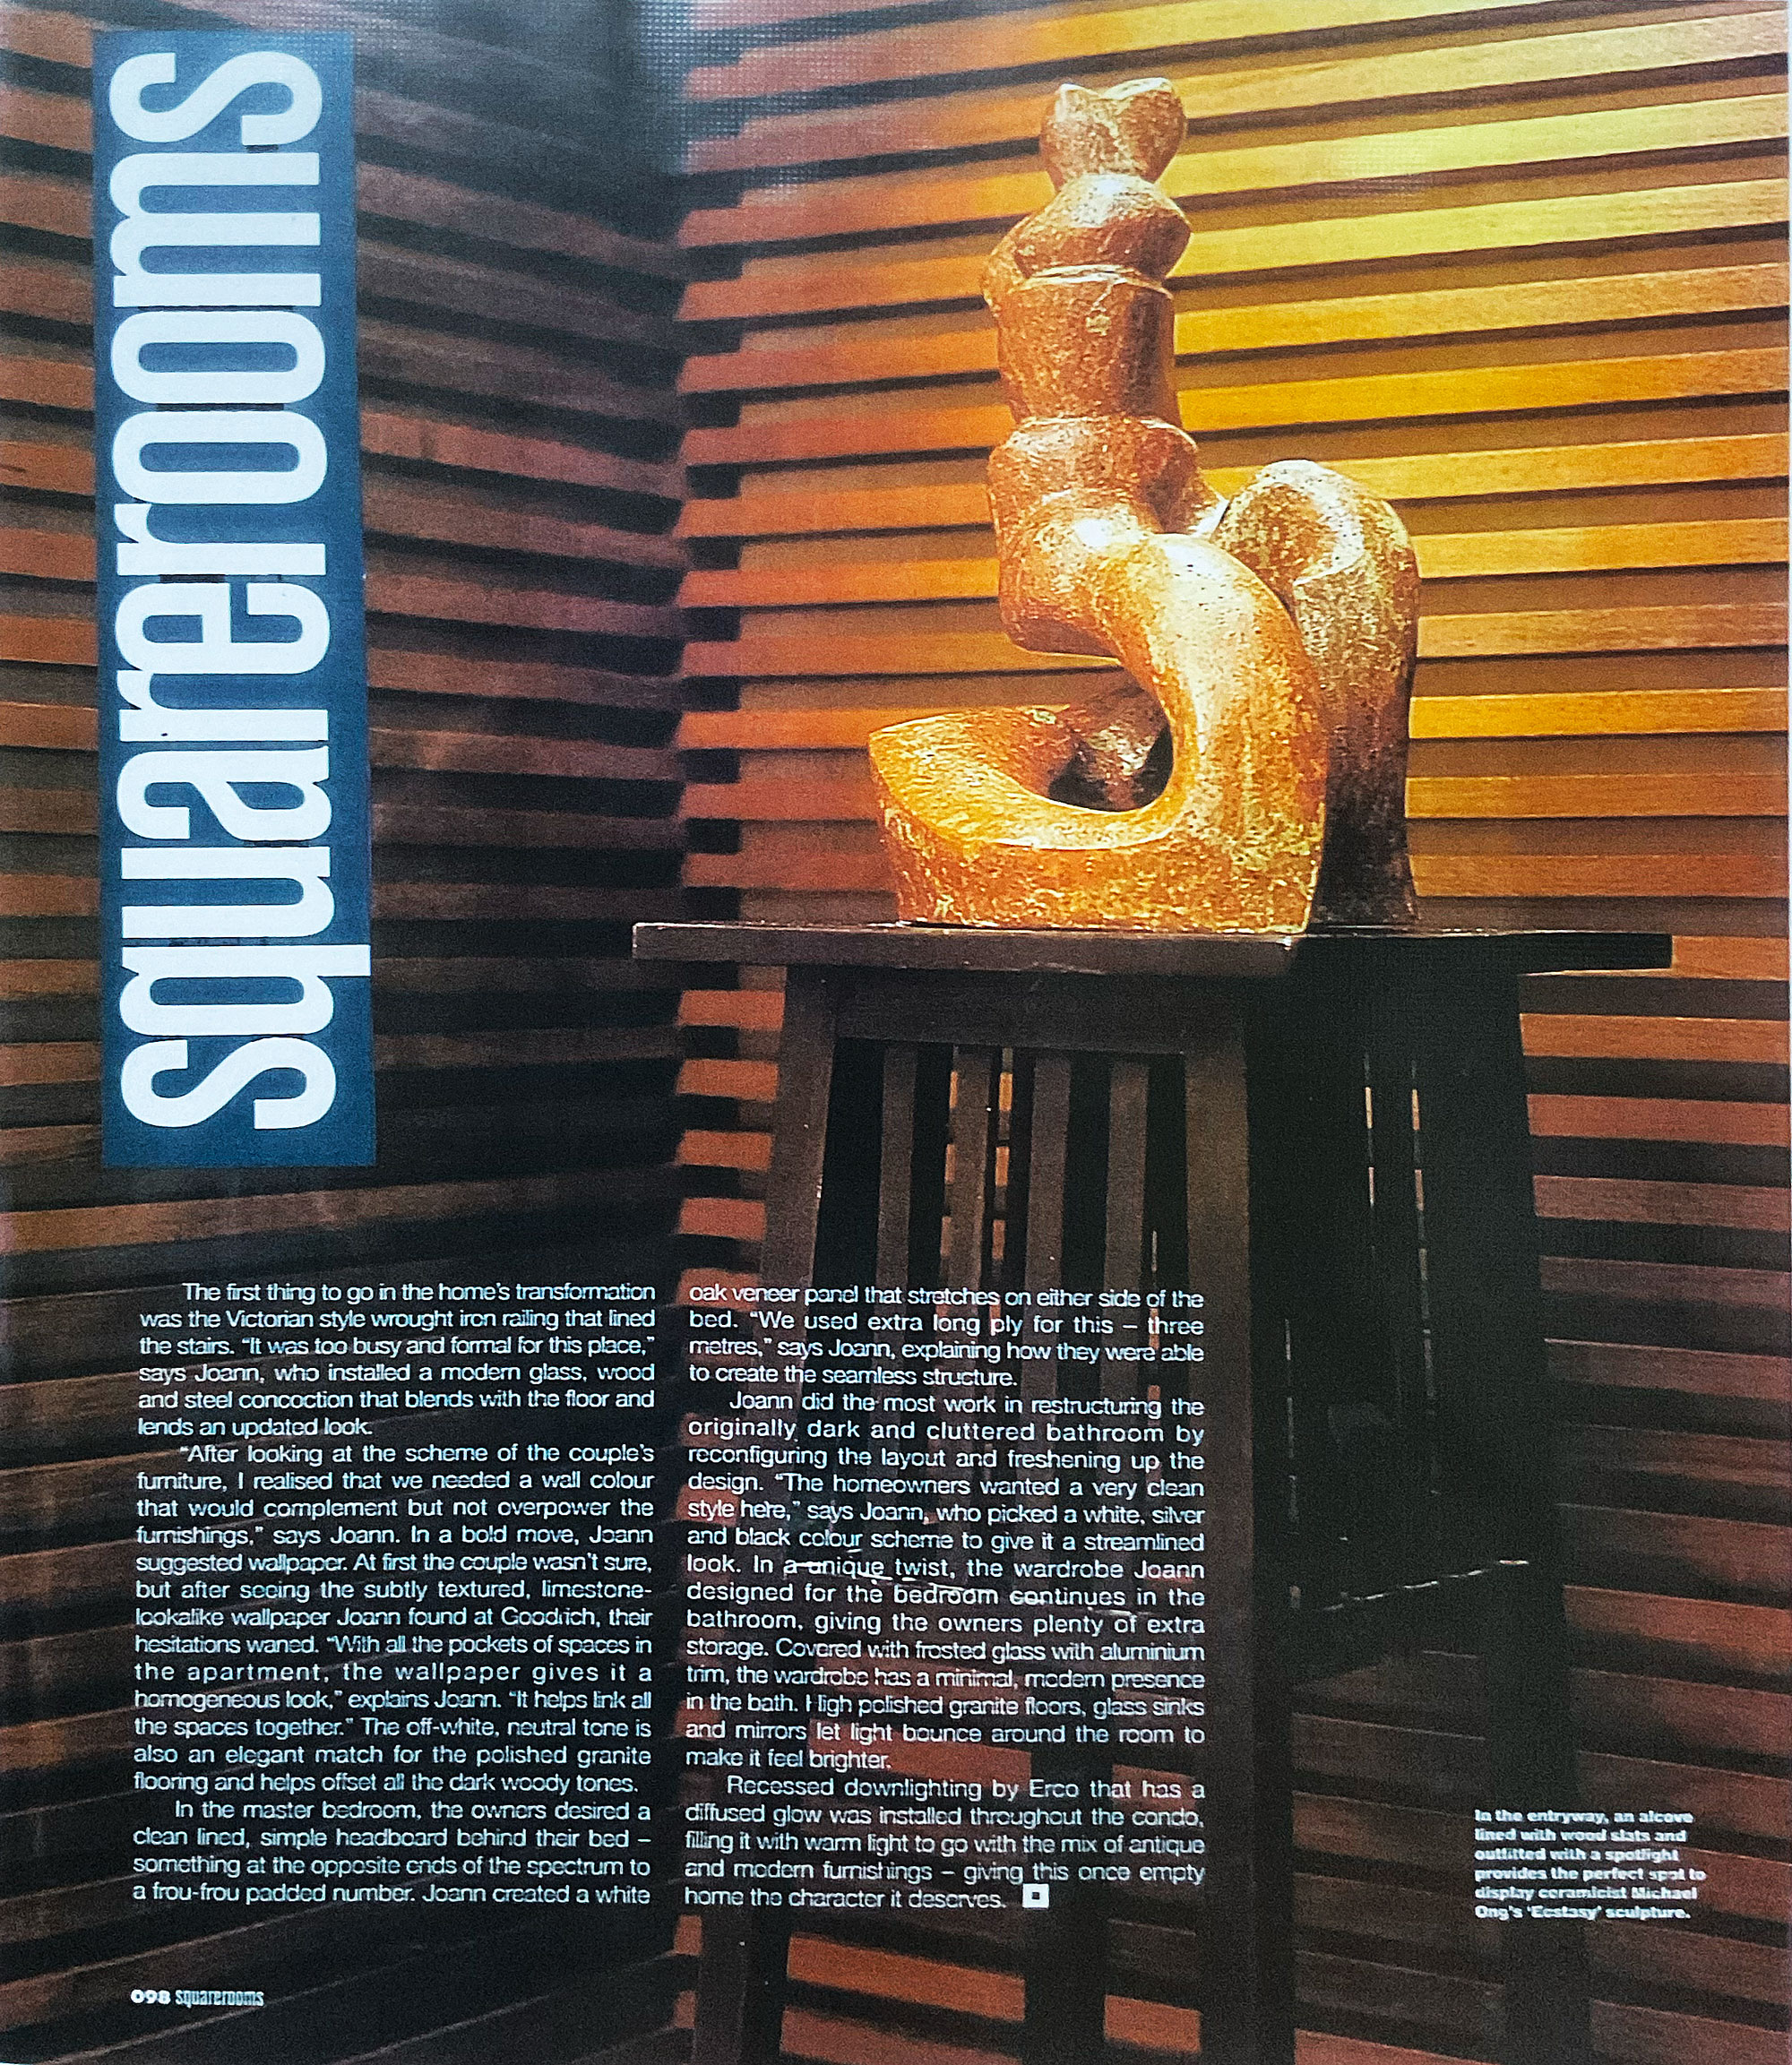 squarerooms
The first thing to go in the home's transformation
was the Victorian style wrought iron railing that lined
the stairs. “It was too busy and formal for this place,”
says Joann, who installed a modern glass, wood
and steel concoction that blends with the floor and
lends an updated look.
“After looking at the scheme of the couple's
furniture, I realised that we needed a wall colour
that would complement but not overpower the
furnishings,” says Joann. In a bold move, Joann
suggested wallpaper. At first the couple wasn't sure,
but after seeing the subtly textured, limestone-
lookalike wallpaper Joann found at Goodrich, their
hesitations waned. “With all the pockets of spaces in
the apartment, the wallpaper gives it a
homogeneous look,” explains Joann. “It helps link all
the spaces together.” The off-white, neutral tone is
also an elegant match for the polished granite
flooring and helps offset all the dark woody tones.
In the master bedroom, the owners desired a
clean lined, simple headboard behind their bed –
something at the opposite ends of the spectrum to
a frou-frou padded number. Joann created a white
oak veneer panel that stretches on either side of the
bed. “We used extra long ply for this – three
metres,” says Joann, explaining how they were able
to create the seamless structure.
Joann did the most work in restructuring the
originally dark and cluttered bathroom by
reconfiguring the layout and freshening up the
design. “The homeowners wanted a very clean
style here,” says Joann, who picked a white, silver
and black colour scheme to give it a streamlined
look. In a unique twist, the wardrobe Joann
designed for the bedroom continues in the
bathroom, giving the owners plenty of extra
storage. Covered with frosted glass with aluminium
trim, the wardrobe has a minimal, modern presence
in the bath. High polished granite floors, glass sinks
and mirrors let light bounce around the room to
make it feel brighter.
Recessed downlighting by Erco that has a
diffused glow was installed throughout the condo,
filling it with warm light to go with the mix of antique
and modern furnishings – giving this once empty
home the character it deserves.
In the entryway, an alcove
lined with wood slats and
outfitted with a spotlight
provides the perfect spot to
display ceramicist Michael
Ong's 'Ecstasy' sculpture.
098 squarerooms